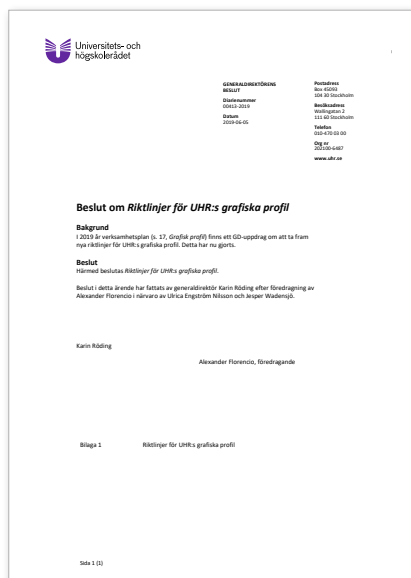 Universitets- och
högskolerådet
GENERALDIREKTÖRENS
BESLUT
Diarienummer
00413-2019
Datum
2019-06-05
Postadress
Box 45093
104 30 Stockholm
Besöksadress
Wallingatan 2
111 60 Stockholm
Telefon
010-470 03 00
Org nr
202100-6487
www.uhr.se
Beslut om Riktlinjer för UHR:s grafiska profil
Bakgrund
I 2019 år verksamhetsplan (s. 17, Grafisk profil) finns ett GD-uppdrag om att ta fram
nya riktlinjer för UHR:s grafiska profil. Detta har nu gjorts.
Beslut
Härmed beslutas Riktlinjer för UHR:s grafiska profil.
Beslut i detta ärende har fattats av generaldirektör Karin Röding efter föredragning av
Alexander Florencio i närvaro av Ulrica Engström Nilsson och Jesper Wadensjö.
Karin Röding
Alexander Florencio, föredragande
Bilaga 1 Riktlinjer för UHR:s grafiska profil
Sida 1 (1)